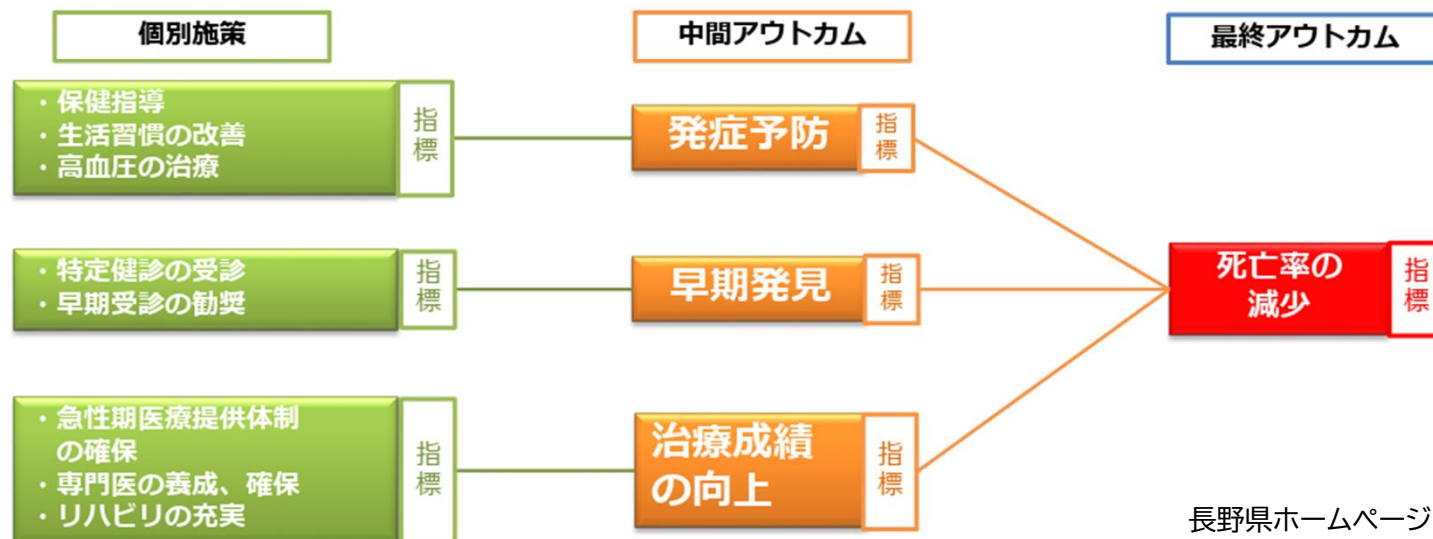 個別施策
中間アウトカム
最終アウトカム
・保健指導
・生活習慣の改善
・高血圧の治療
指標
発症予防
指標
・特定健診の受診
・早期受診の勧奨
指標
早期発見
指標
死亡率の
減少
指標
・急性期医療提供体制
の確保
・専門医の養成、確保
・リハビリの充実
指標
治療成績
の向上
指標
長野県ホームページ